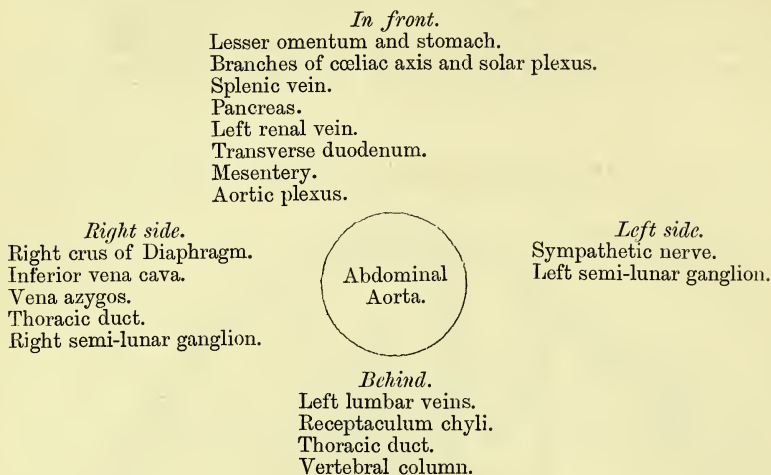 In front.
Lesser omentum and stomach.
Branches of cœliac axis and solar plexus.
Splenic vein.
Pancreas.
Left renal vein.
Transverse duodenum.
Mesentery.
Aortic plexus.
Right side.
Right crus of Diaphragm.
Inferior vena cava.
Vena azygos.
Thoracic duct.
Right semi-lunar ganglion.
Abdominal
Aorta.
Left side.
Sympathetic nerve.
Left semi-lunar ganglion.
Behind.
Left lumbar veins.
Receptaculum chyli.
Thoracic duct.
Vertebral column.